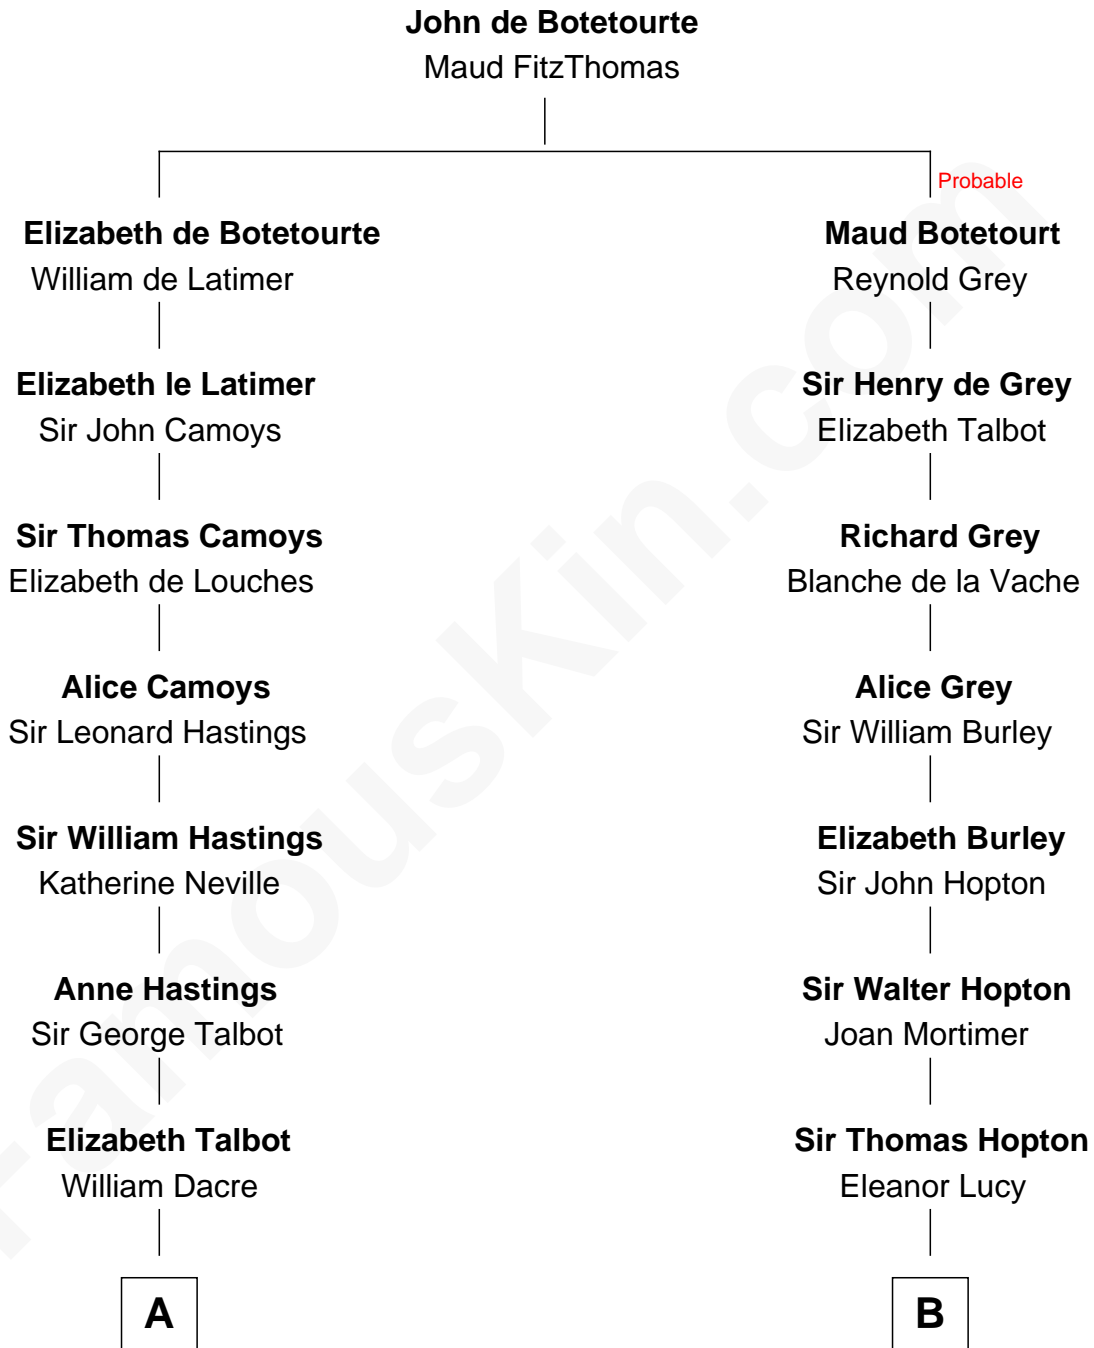 John de Botetourte
Maud FitzThomas
Probable
Elizabeth de Botetourte
William de Latimer
Maud Botetourt
Reynold Grey
Elizabeth le Latimer
Sir John Camoys
Sir Henry de Grey
Elizabeth Talbot
Sir Thomas Camoys
Elizabeth de Louches
Richard Grey
Blanche de la Vache
Alice Camoys
Sir Leonard Hastings
Alice Grey
Sir William Burley
Sir William Hastings
Katherine Neville
Elizabeth Burley
Sir John Hopton
Anne Hastings
Sir George Talbot
Sir Walter Hopton
Joan Mortimer
Elizabeth Talbot
William Dacre
Sir Thomas Hopton
Eleanor Lucy
A
B
FamousKin.com